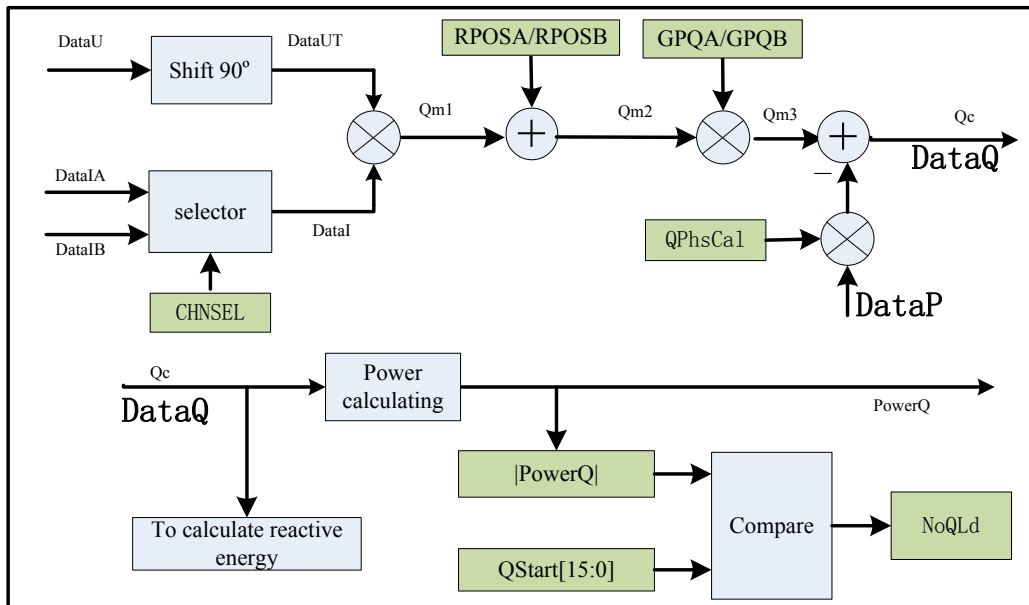 DataU
DataUT
Shift 90º
RPOSA/RPOSB
GPQA/GPQB
Qm1
Qm2
Qm3
Qc
DataQ
DataIA
DataIB
selector
DataI
CHNSEL
QPhsCal
DataP
Qc
DataQ
Power
calculating
PowerQ
|PowerQ|
To calculate reactive
energy
Compare
NoQLd
QStart[15:0]